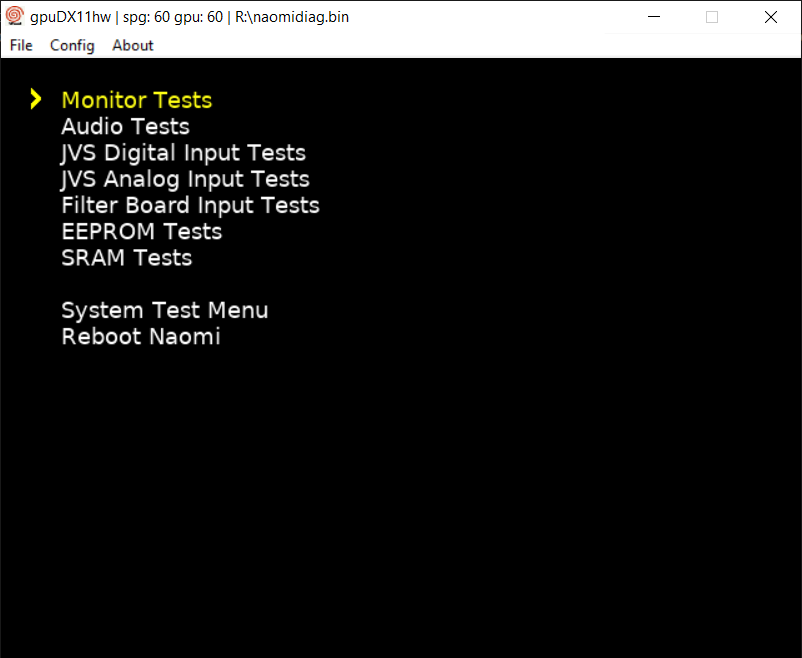 gpuDX11hw | spg: 60 gpu: 60 | R:\naomidiag.bin
File Config About
Monitor Tests
Audio Tests
JVS Digital Input Tests
JVS Analog Input Tests
Filter Board Input Tests
EEPROM Tests
SRAM Tests
System Test Menu
Reboot Naomi